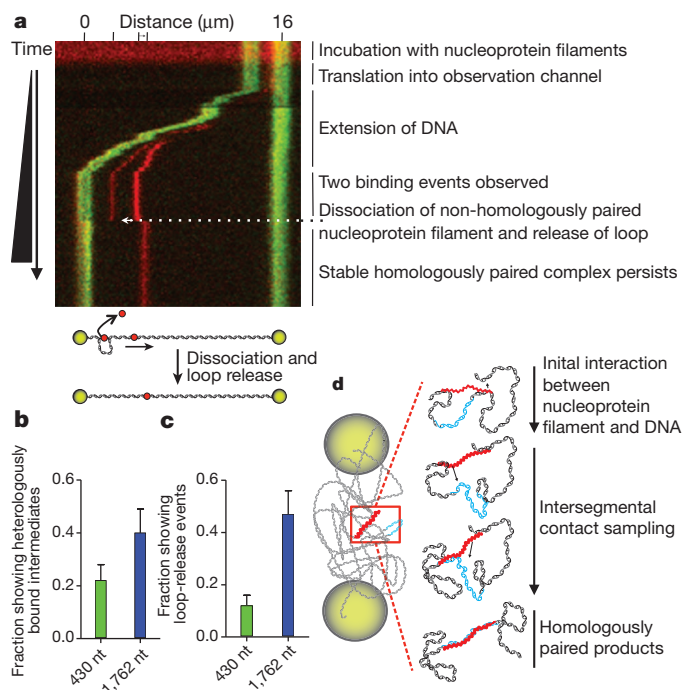 a
0 Distance (μm) 16
Time
Incubation with nucleoprotein filaments
Translation into observation channel
Extension of DNA
Two binding events observed
Dissociation of non-homologously paired
nucleoprotein filament and release of loop
Stable homologously paired complex persists
Dissociation and
loop release
b
Fraction showing heterologously
bound intermediates
0.6
0.4
0.2
0.0
430 nt
1,762 nt
c
Fraction showing
loop-release events
0.6
0.4
0.2
0.0
430 nt
1,762 nt
d
Inital interaction
between
nucleoprotein
filament and DNA
Intersegmental
contact sampling
Homologously
paired products